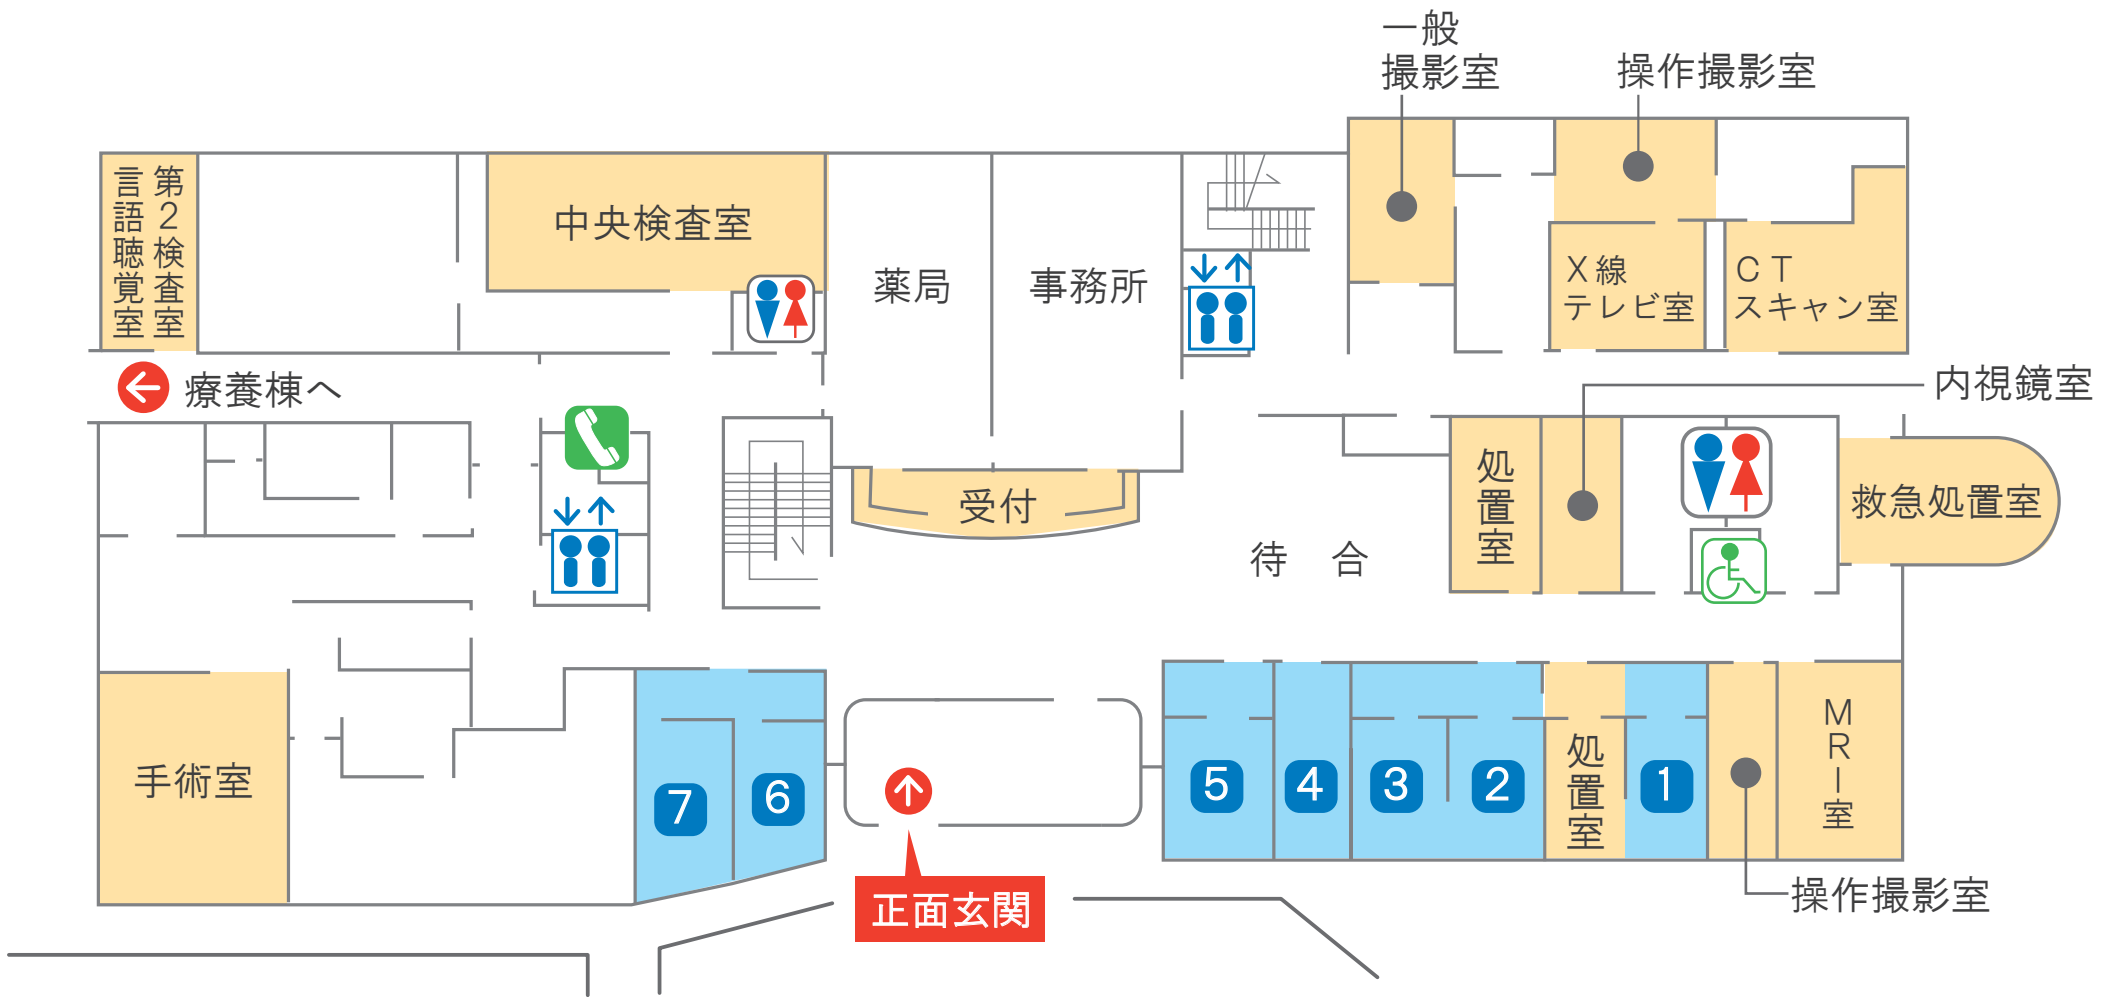 一般
撮影室
操作撮影室
第2検査室
言語聴覚室
中央検査室
薬局
事務所
X線
テレビ室
CT
スキャン室
療養棟へ
内視鏡室
処置室
救急処置室
受付
待 合
手術室
7
6
5
4
3
2
処置室
1
MRI室
正面玄関
操作撮影室